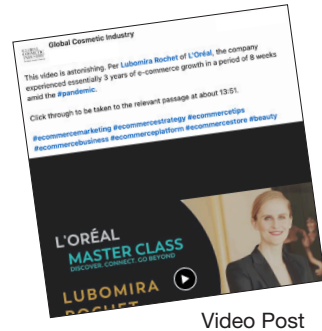 Global Cosmetic Industry
This video is astonishing. Per Lubomira Rochet of L'Oréal, the company
experienced essentially 3 years of e-commerce growth in a period of 8 weeks
amid the #pandemic.
Click through to be taken to the relevant passage at about 13:51.
#ecommercemarketing #ecommercestrategy #ecommercetips
#ecommercebusiness #ecommerceplatform #ecommercestore #beauty
L'ORÉAL
MASTER CLASS
DISCOVER. CONNECT. GO BEYOND
LUBOMIRA
ROCHET
Video Post